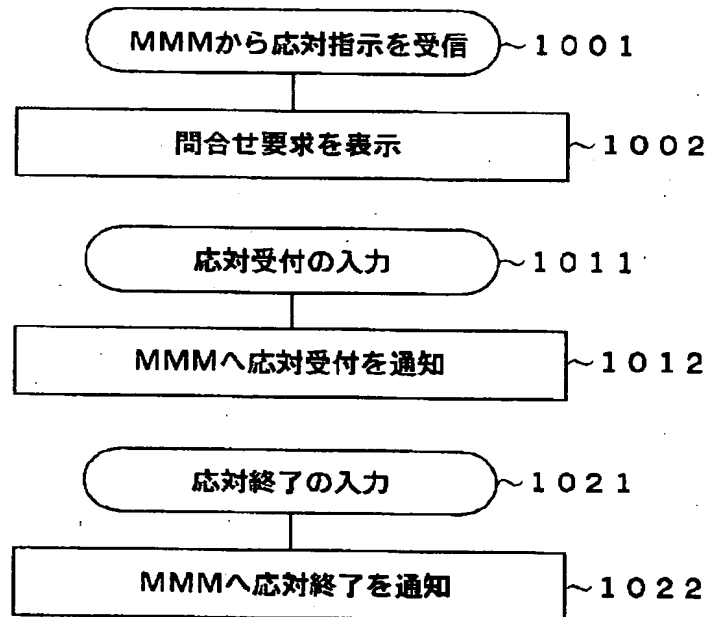 MMMから応対指示を受信 ~1001
問合せ要求を表示 ~1002
応対受付の入力 ~1011
MMMへ応対受付を通知 ~1012
応対終了の入力 ~1021
MMMへ応対終了を通知 ~1022